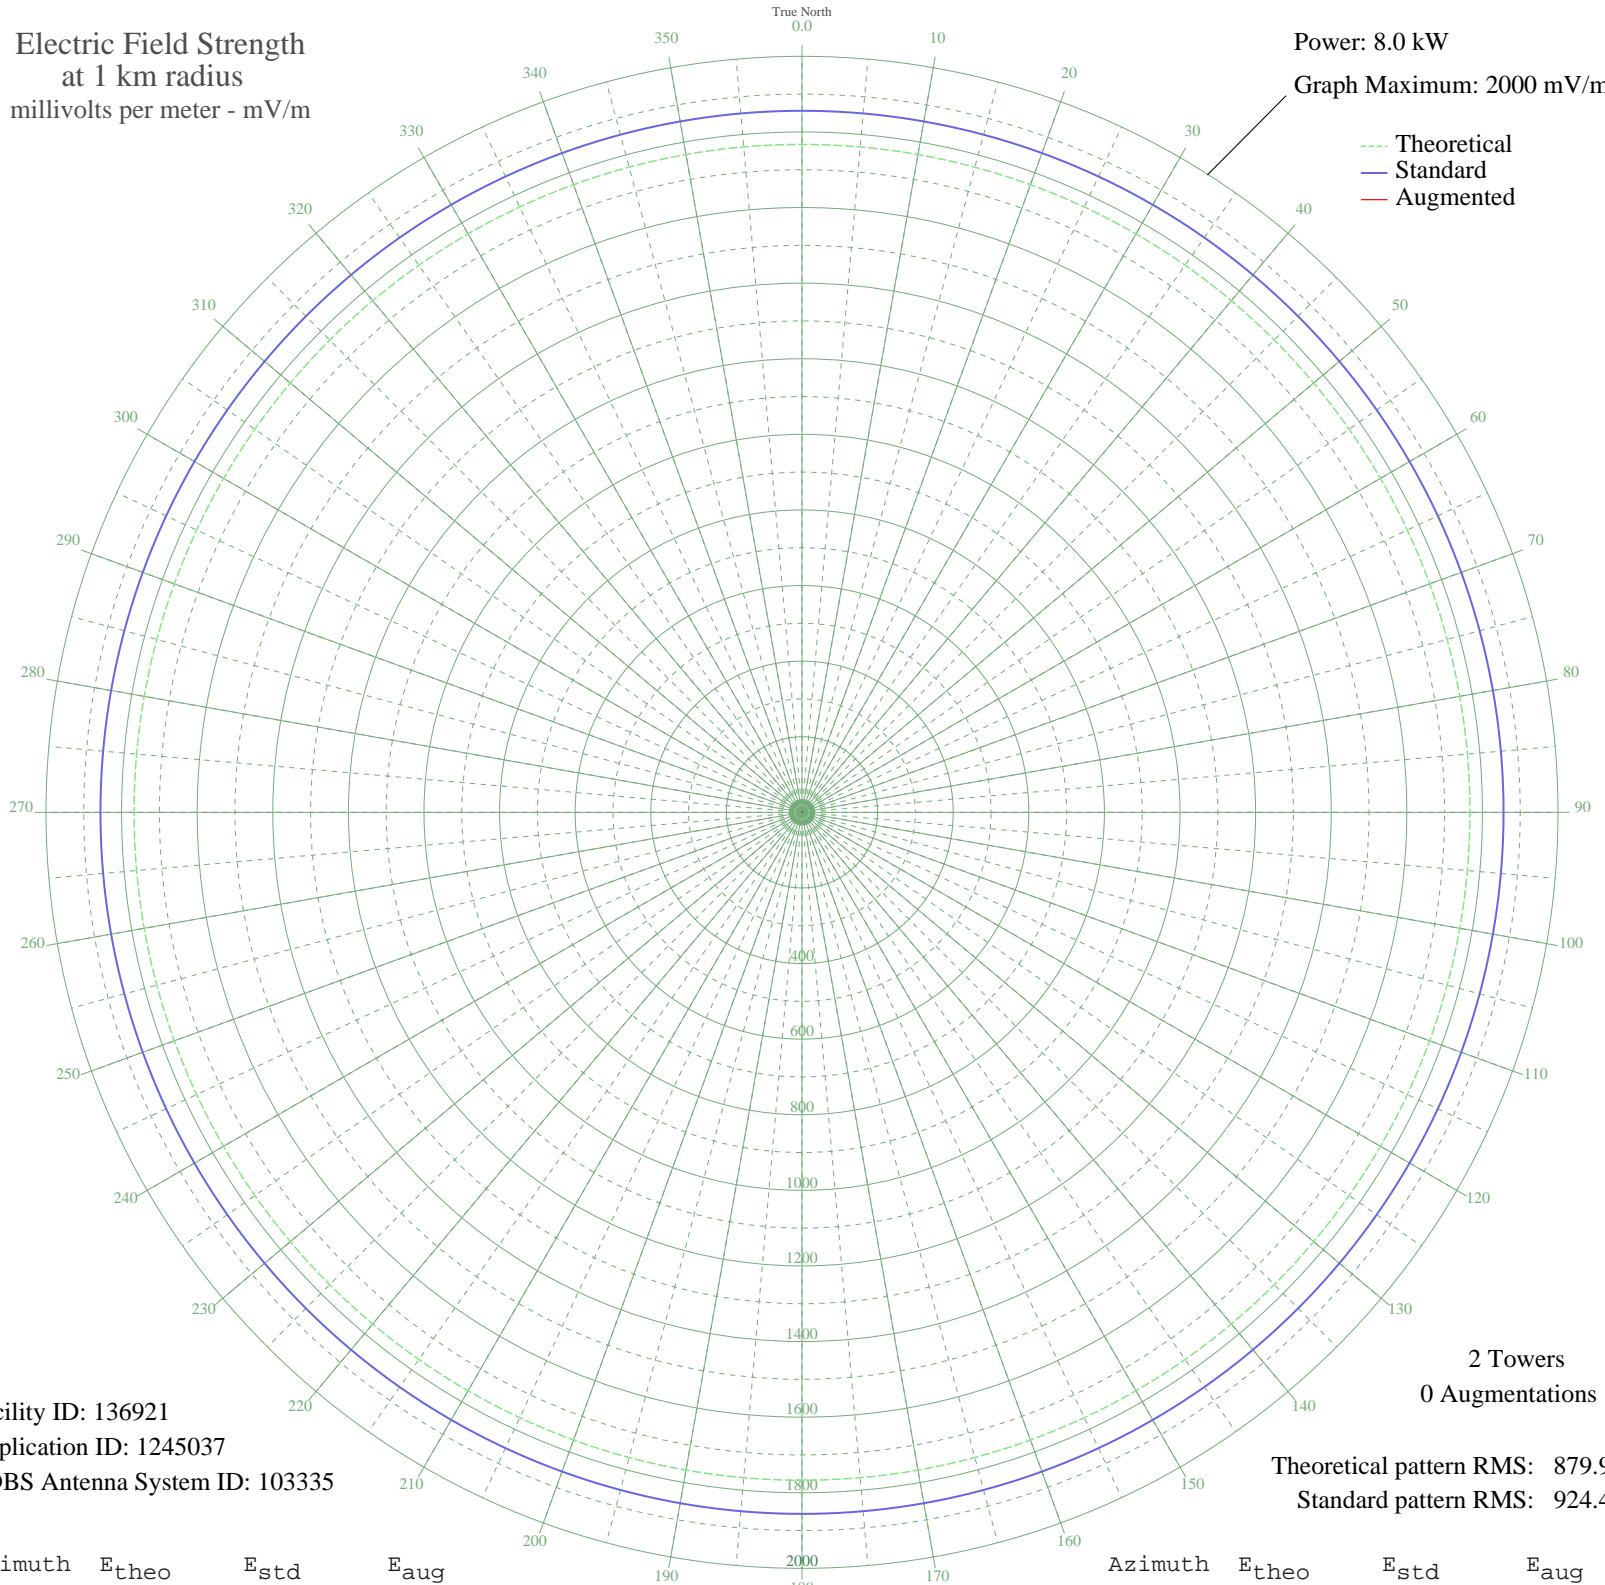 True North
Electric Field Strength
at 1 km radius
millivolts per meter - mV/m
Power: 8.0 kW
Graph Maximum: 2000 mV/m
Theoretical
Standard
Augmented
0.0
10
20
30
40
50
60
70
80
90
100
110
120
130
140
150
160
170
190
200
210
220
230
240
250
260
270
280
290
300
310
320
330
340
350
400
600
800
1000
1200
1400
1600
1800
2000
2 Towers
0 Augmentations
cility ID: 136921
plication ID: 1245037
DBS Antenna System ID: 103335
Theoretical pattern RMS: 879.9
Standard pattern RMS: 924.4
imuth Etheo Estd Eaug
Azimuth Etheo Estd Eaug